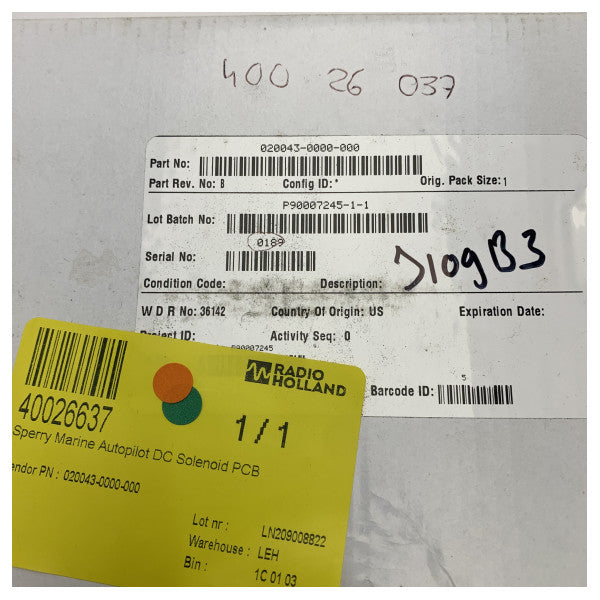 400 26 037
020043-0000-000
Part No:
Part Rev. No: B Config ID: * Orig. Pack Size: 1
P90007245-1-1
Lot Batch No:
0189
Serial No:
Condition Code: Description:
W D R No: 36142 Country Of Origin: US Expiration Date:
Project ID: Activity Seq: 0
P90007245
5
Barcode ID:
RADIO
HOLLAND
40026637
1 / 1
Sperry Marine Autopilot DC Solenoid PCB
endor PN : 020043-0000-000
Lot nr : LN209008822
Warehouse : LEH
Bin : 1C 01 03